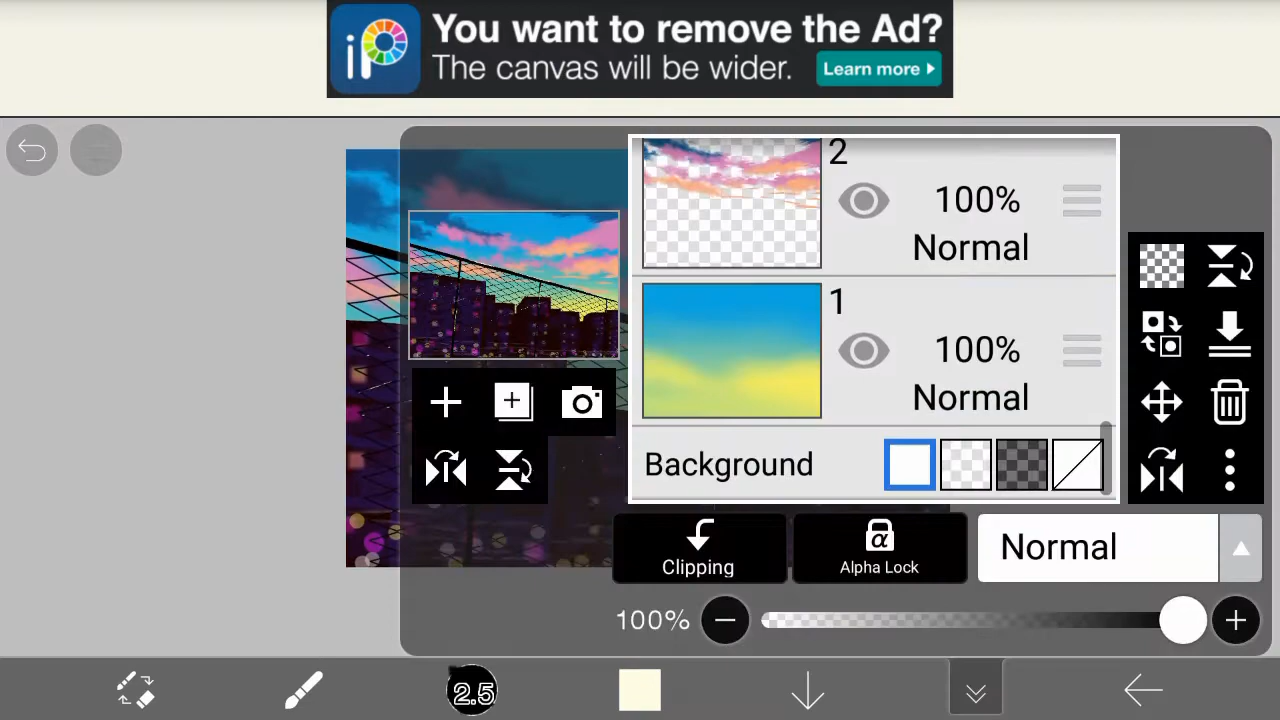 iP
You want to remove the Ad?
The canvas will be wider.
Learn more
2
100%
Normal
1
100%
Normal
Background
Clipping
α
Alpha Lock
Normal
100%
2.5